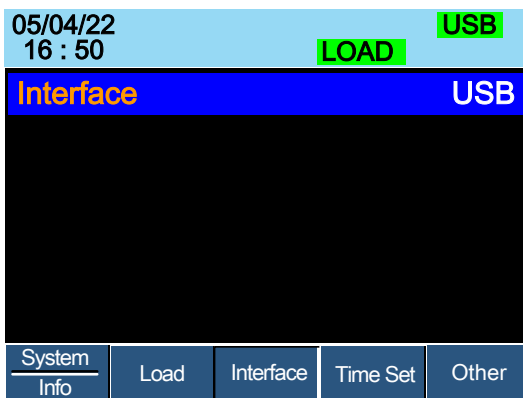 05/04/22 USB
16 : 50 LOAD
Interface USB
System
Info
Load
Interface
Time Set
Other